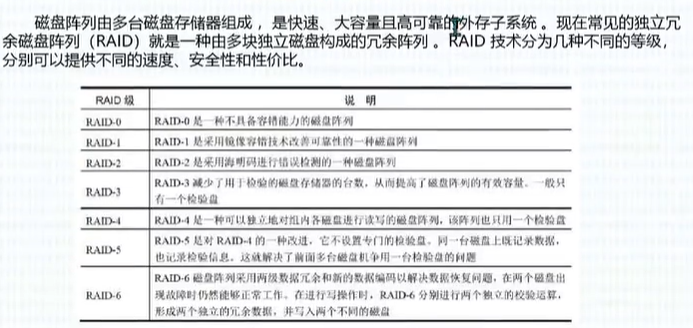 磁盘阵列由多台磁盘存储器组成，是快速、大容量且高可靠的外存子系统。现在常见的独立冗
余磁盘阵列（RAID）就是一种由多块独立磁盘构成的冗余阵列。RAID 技术分为几种不同的等级，
分别可以提供不同的速度、安全性和性价比。
RAID 级 说 明
RAID-0 RAID-0 是一种不具备容错能力的磁盘阵列
RAID-1 RAID-1 是采用镜像容错技术改善可靠性的一种磁盘阵列
RAID-2 RAID-2 是采用海明码进行错误检测的一种磁盘阵列
RAID-3 RAID-3 减少了用于检验的磁盘存储器的台数，从而提高了磁盘阵列的有效容量。一般只
有一个检验盘
RAID-4 RAID-4 是一种可以独立地对组内各磁盘进行读写的磁盘阵列，该阵列也只用一个检验盘
RAID-5 RAID-5 是对 RAID-4 的一种改进，它不设置专门的检验盘。同一台磁盘上既记录数据，
也记录检验信息。这就解决了前面多台磁盘机争用一台检验盘的问题
RAID-6 RAID-6 磁盘阵列采用两级数据冗余和新的数据编码以解决数据恢复问题，在两个磁盘出
现故障时仍然能够正常工作。在进行写操作时，RAID-6 分别进行两个独立的校验运算，
形成两个独立的冗余数据，并写入两个不同的磁盘